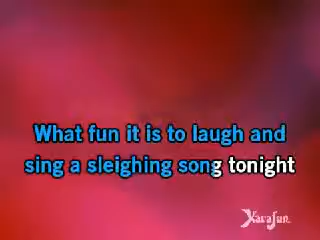 What fun it is to laugh and
sing a sleighing song tonight
KaraFun